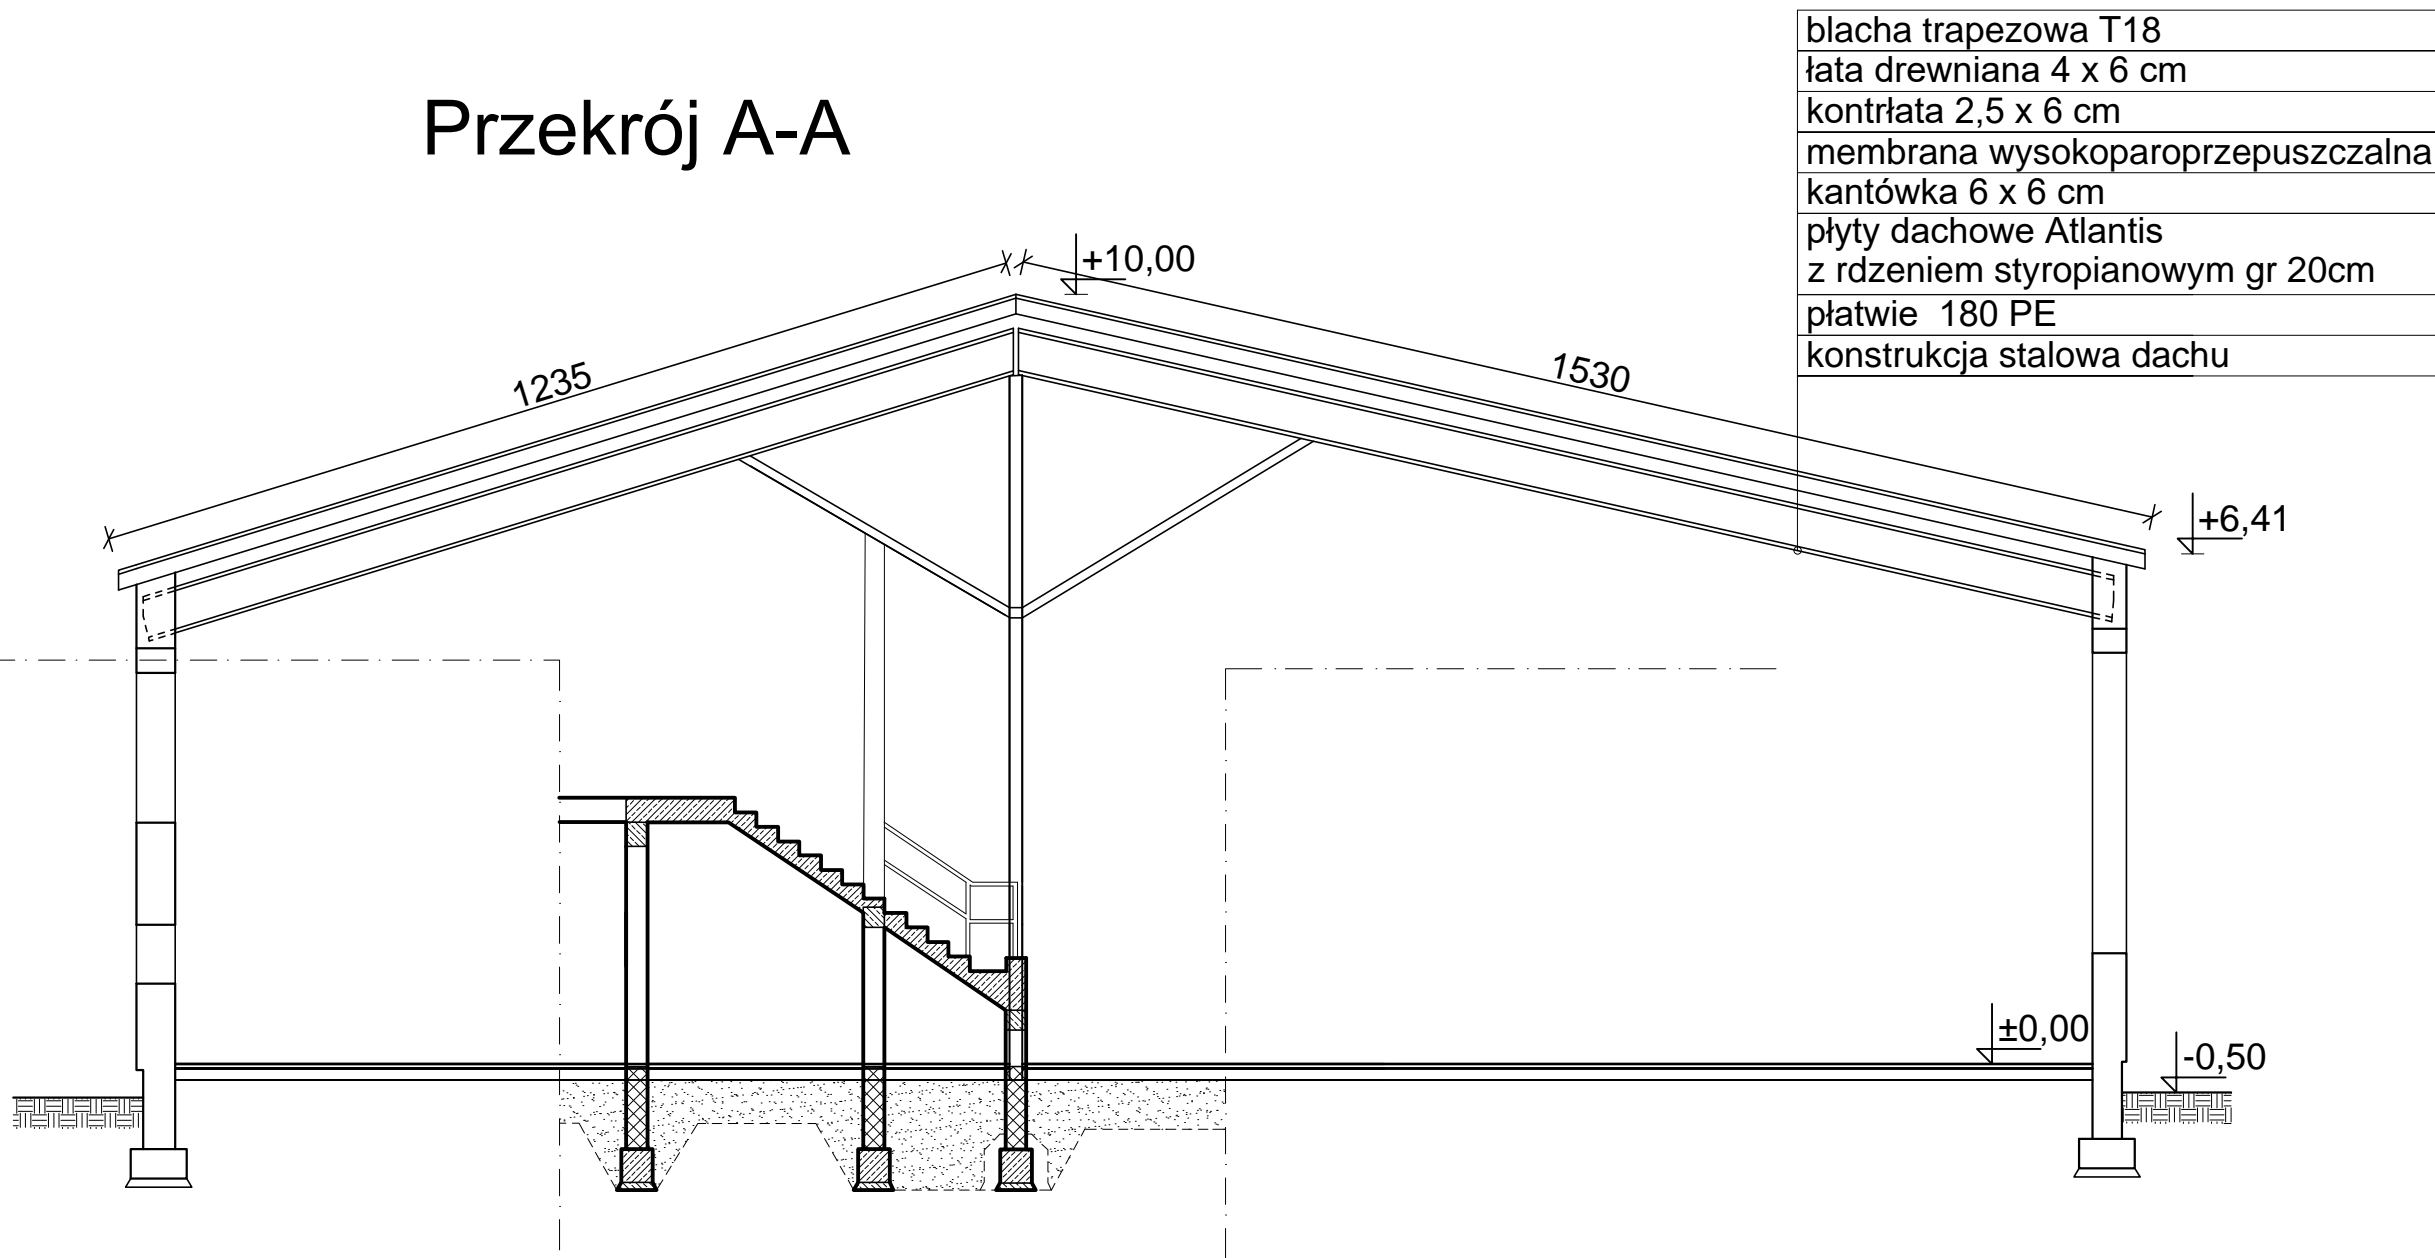 blacha trapezowa T18
łata drewniana 4 x 6 cm
kontrłata 2,5 x 6 cm
membrana wysokoparoprzepuszczalna
kantówka 6 x 6 cm
płyty dachowe Atlantis
z rdzeniem styropianowym gr 20cm
płatwie 180 PE
konstrukcja stalowa dachu
Przekrój A-A
+10,00
1235
1530
+6,41
±0,00
-0,50